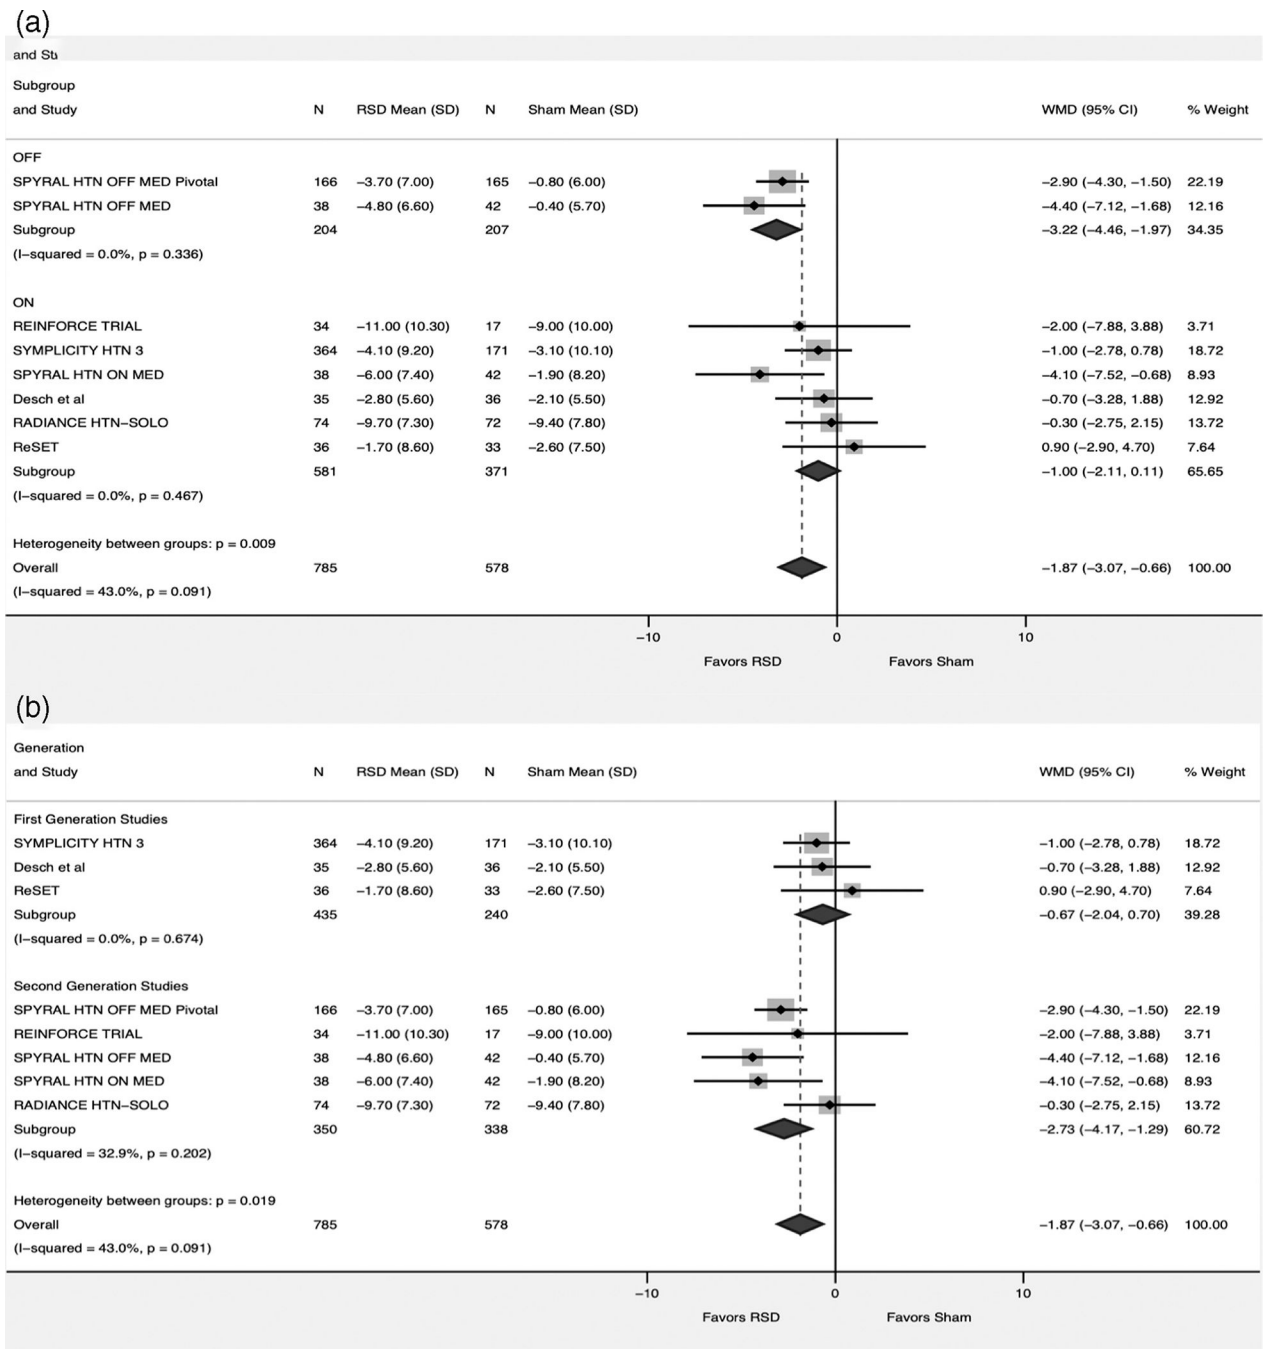 (a)
and Stu
Subgroup
and Study N RSD Mean (SD) N Sham Mean (SD) WMD (95% CI) % Weight
OFF
SPYRAL HTN OFF MED Pivotal 166 −3.70 (7.00) 165 −0.80 (6.00) −2.90 (−4.30, −1.50) 22.19
SPYRAL HTN OFF MED 38 −4.80 (6.60) 42 −0.40 (5.70) −4.40 (−7.12, −1.68) 12.16
Subgroup 204 207 −3.22 (−4.46, −1.97) 34.35
(I−squared = 0.0%, p = 0.336)
ON
REINFORCE TRIAL 34 −11.00 (10.30) 17 −9.00 (10.00) −2.00 (−7.88, 3.88) 3.71
SYMPLICITY HTN 3 364 −4.10 (9.20) 171 −3.10 (10.10) −1.00 (−2.78, 0.78) 18.72
SPYRAL HTN ON MED 38 −6.00 (7.40) 42 −1.90 (8.20) −4.10 (−7.52, −0.68) 8.93
Desch et al 35 −2.80 (5.60) 36 −2.10 (5.50) −0.70 (−3.28, 1.88) 12.92
RADIANCE HTN−SOLO 74 −9.70 (7.30) 72 −9.40 (7.80) −0.30 (−2.75, 2.15) 13.72
ReSET 36 −1.70 (8.60) 33 −2.60 (7.50) 0.90 (−2.90, 4.70) 7.64
Subgroup 581 371 −1.00 (−2.11, 0.11) 65.65
(I−squared = 0.0%, p = 0.467)
Heterogeneity between groups: p = 0.009
Overall 785 578 −1.87 (−3.07, −0.66) 100.00
(I−squared = 43.0%, p = 0.091)
−10 0 10
Favors RSD Favors Sham
(b)
Generation
and Study N RSD Mean (SD) N Sham Mean (SD) WMD (95% CI) % Weight
First Generation Studies
SYMPLICITY HTN 3 364 −4.10 (9.20) 171 −3.10 (10.10) −1.00 (−2.78, 0.78) 18.72
Desch et al 35 −2.80 (5.60) 36 −2.10 (5.50) −0.70 (−3.28, 1.88) 12.92
ReSET 36 −1.70 (8.60) 33 −2.60 (7.50) 0.90 (−2.90, 4.70) 7.64
Subgroup 435 240 −0.67 (−2.04, 0.70) 39.28
(I−squared = 0.0%, p = 0.674)
Second Generation Studies
SPYRAL HTN OFF MED Pivotal 166 −3.70 (7.00) 165 −0.80 (6.00) −2.90 (−4.30, −1.50) 22.19
REINFORCE TRIAL 34 −11.00 (10.30) 17 −9.00 (10.00) −2.00 (−7.88, 3.88) 3.71
SPYRAL HTN OFF MED 38 −4.80 (6.60) 42 −0.40 (5.70) −4.40 (−7.12, −1.68) 12.16
SPYRAL HTN ON MED 38 −6.00 (7.40) 42 −1.90 (8.20) −4.10 (−7.52, −0.68) 8.93
RADIANCE HTN−SOLO 74 −9.70 (7.30) 72 −9.40 (7.80) −0.30 (−2.75, 2.15) 13.72
Subgroup 350 338 −2.73 (−4.17, −1.29) 60.72
(I−squared = 32.9%, p = 0.202)
Heterogeneity between groups: p = 0.019
Overall 785 578 −1.87 (−3.07, −0.66) 100.00
(I−squared = 43.0%, p = 0.091)
−10 0 10
Favors RSD Favors Sham